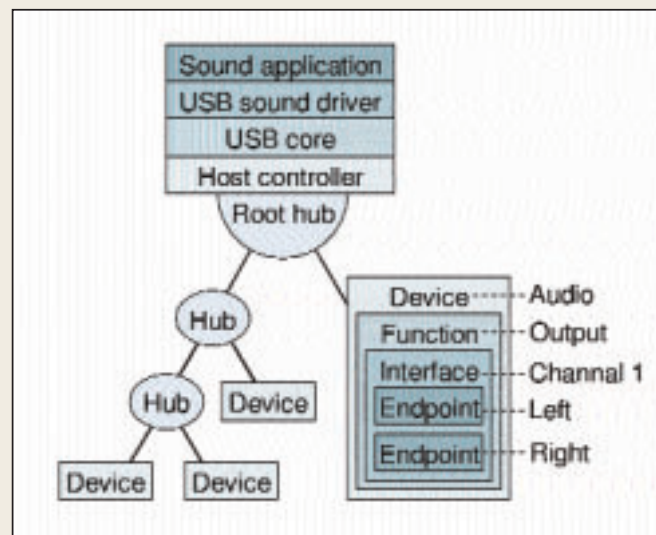 Sound application
USB sound driver
USB core
Host controller
Root hub
Hub
Device
Hub
Device
Device
Device Audio
Function Output
Interface Channel 1
Endpoint Left
Endpoint Right